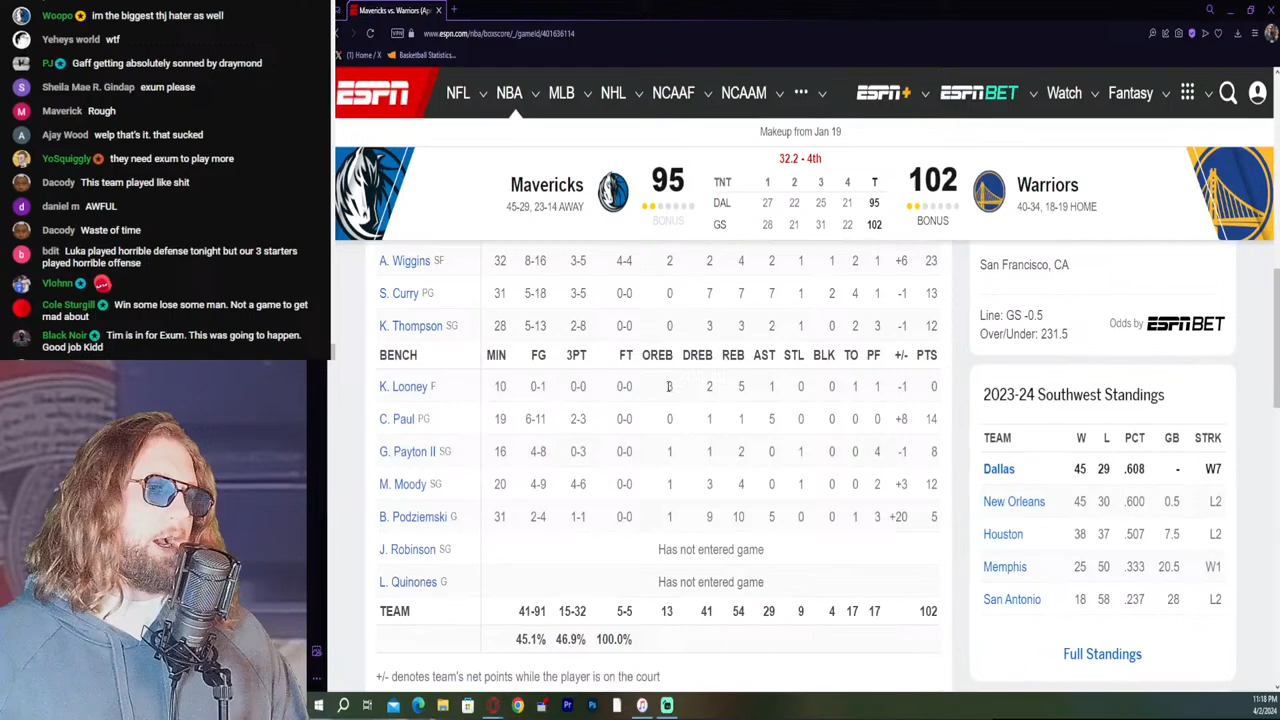 Woopo im the biggest thj hater as well
Yeheys world wtf
PJ Gaff getting absolutely sonned by draymond
Sheila Mae R. Gindap exum please
Maverick Rough
Ajay Wood welp that's it. that sucked
YoSquiggly they need exum to play more
Dacody This team played like shit
daniel m AWFUL
Dacody Waste of time
bdit Luka played horrible defense tonight but our 3 starters
played horrible offense
Vlohnn
Cole Sturgill Win some lose some man. Not a game to get
mad about
Black Noir Tim is in for Exum. This was going to happen.
Good job Kidd
Mavericks vs. Warriors (Ap
VPN www.espn.com/nba/boxscore/_/gameId/401636114
(1) Home / X Basketball Statistics...
ESPN NFL NBA MLB NHL NCAAF NCAAM ESPN+ ESPN BET Watch Fantasy
Makeup from Jan 19
Mavericks 95
45-29, 23-14 AWAY BONUS
32.2 - 4th
TNT 1 2 3 4 T
DAL 27 22 25 21 95
GS 28 21 31 22 102
102 Warriors
BONUS 40-34, 18-19 HOME
A. Wiggins SF 32 8-16 3-5 4-4 2 2 4 2 1 1 2 1 +6 23
S. Curry PG 31 5-18 3-5 0-0 0 7 7 7 1 2 4 1 -1 13
K. Thompson SG 28 5-13 2-8 0-0 0 3 3 2 1 0 2 3 -1 12
BENCH MIN FG 3PT FT OREB DREB REB AST STL BLK TO PF +/- PTS
K. Looney F 10 0-1 0-0 0-0 3 2 5 1 0 0 1 1 -1 0
C. Paul PG 19 6-11 2-3 0-0 0 1 1 5 0 0 0 0 +8 14
G. Payton II SG 16 4-8 0-3 0-0 1 1 2 0 1 0 0 4 -1 8
M. Moody SG 20 4-9 4-6 0-0 1 3 4 0 1 0 0 2 +3 12
B. Podziemski G 31 2-4 1-1 0-0 1 9 10 5 0 0 1 3 +20 5
J. Robinson SG Has not entered game
L. Quinones G Has not entered game
TEAM 41-91 15-32 5-5 13 41 54 29 9 4 17 17 102
45.1% 46.9% 100.0%
+/- denotes team's net points while the player is on the court
San Francisco, CA
Line: GS -0.5
Over/Under: 231.5
Odds by ESPN BET
2023-24 Southwest Standings
TEAM W L PCT GB STRK
Dallas 45 29 .608 - W7
New Orleans 45 30 .600 0.5 L2
Houston 38 37 .507 7.5 L2
Memphis 25 50 .333 20.5 W1
San Antonio 18 58 .237 28 L2
Full Standings
11:18 PM
4/2/2024